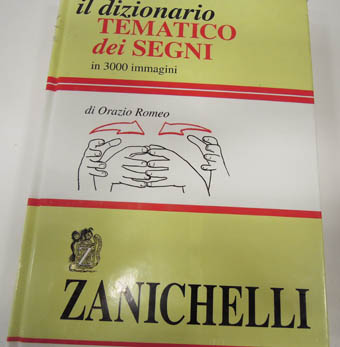 il dizionario
TEMATICO
dei SEGNI
in 3000 immagini
di Orazio Romeo
ZANICHELLI